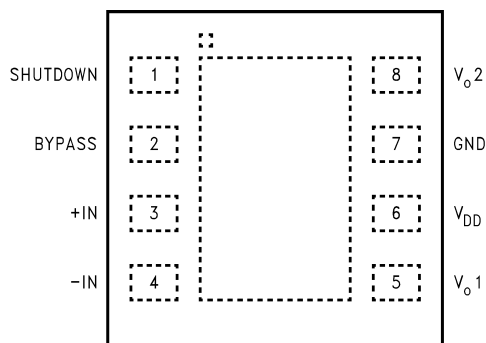 SHUTDOWN 1 8 Vo2
BYPASS 2 7 GND
+IN 3 6 VDD
-IN 4 5 Vo1